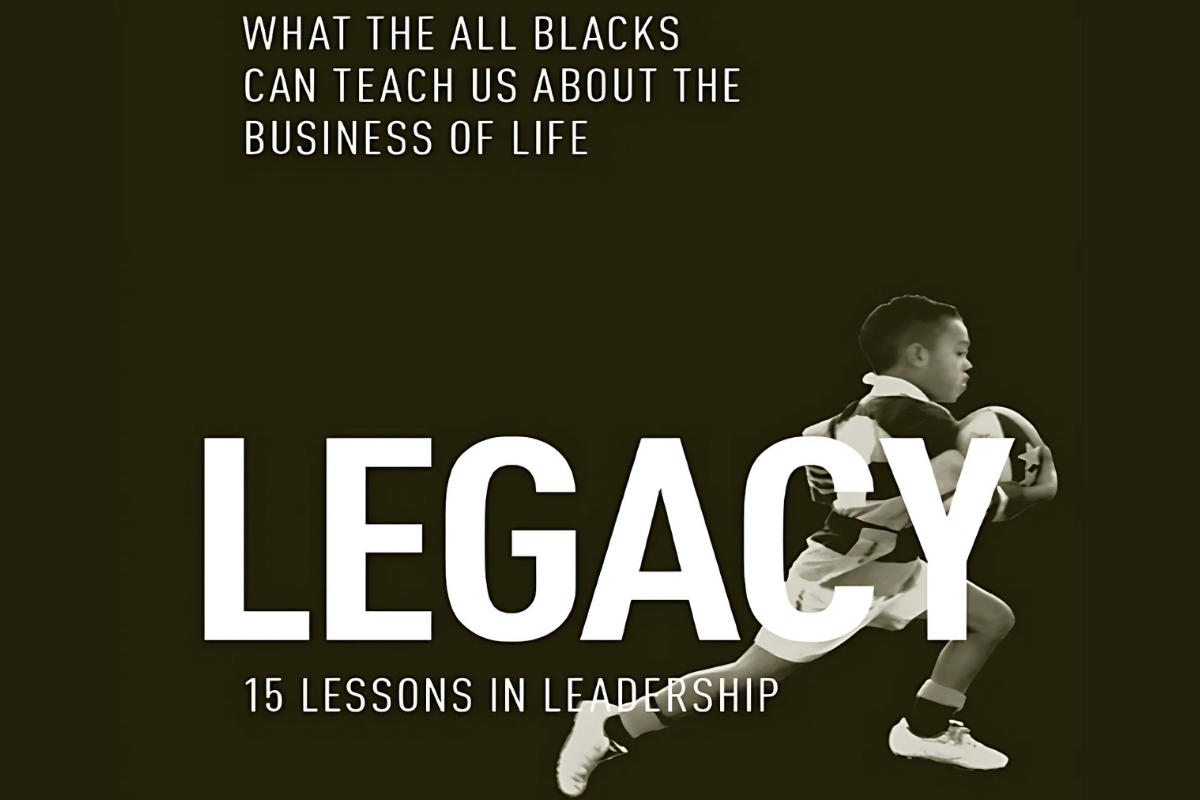 WHAT THE ALL BLACKS
CAN TEACH US ABOUT THE
BUSINESS OF LIFE
LEGACY
15 LESSONS IN LEADERSHIP